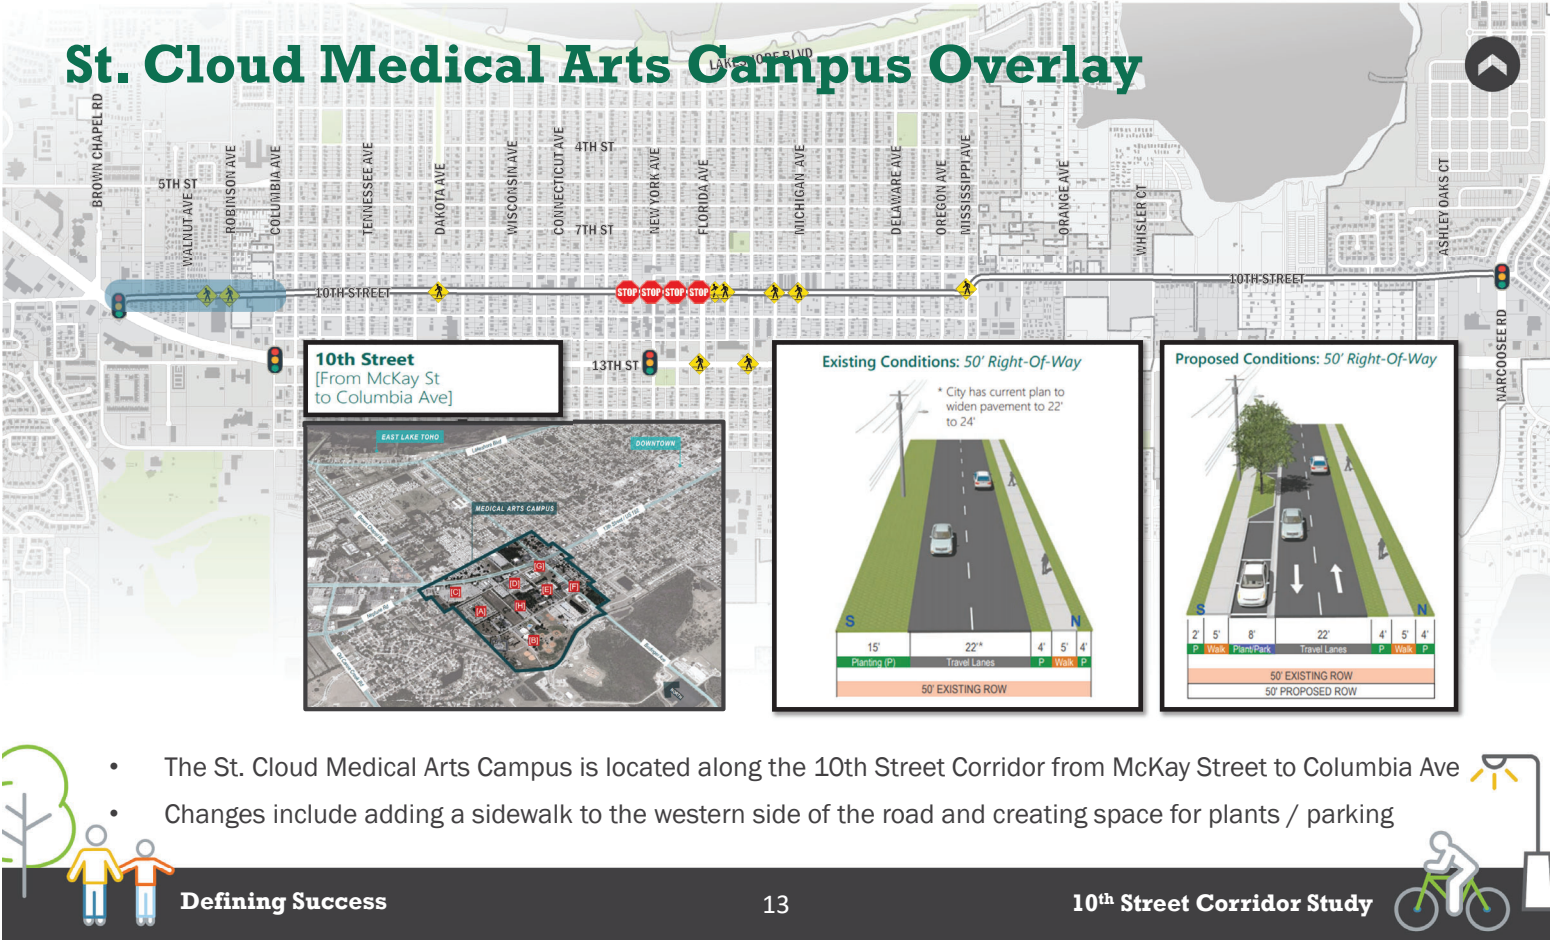 St. Cloud Medical Arts Campus Overlay
LAKESHORE BLVD
BROWN CHAPEL RD
5TH ST
WALNUT AVE
ROBINSON AVE
COLUMBIA AVE
TENNESSEE AVE
DAKOTA AVE
WISCONSIN AVE
CONNECTICUT AVE
4TH ST
7TH ST
NEW YORK AVE
FLORIDA AVE
MICHIGAN AVE
DELAWARE AVE
OREGON AVE
MISSISSIPPI AVE
ORANGE AVE
WHISLER CT
ASHLEY OAKS CT
NARCOOSEE RD
10TH STREET
STOP STOP STOP STOP
10TH STREET
13TH ST
10th Street
[From McKay St
to Columbia Ave]
EAST LAKE TOHO
Lakeshore Blvd
DOWNTOWN
MEDICAL ARTS CAMPUS
Neptune Rd
[G]
[D]
[E]
[F]
[C]
[H]
[A]
[B]
Existing Conditions: 50' Right-Of-Way
* City has current plan to
widen pavement to 22'
to 24'
S
N
15' 22'* 4' 5' 4'
Planting (P) Travel Lanes P Walk P
50' EXISTING ROW
Proposed Conditions: 50' Right-Of-Way
S
N
2' 5' 8' 22' 4' 5' 4'
P Walk Plant/Park Travel Lanes P Walk P
50' EXISTING ROW
50' PROPOSED ROW
• The St. Cloud Medical Arts Campus is located along the 10th Street Corridor from McKay Street to Columbia Ave
• Changes include adding a sidewalk to the western side of the road and creating space for plants / parking
Defining Success
13
10th Street Corridor Study